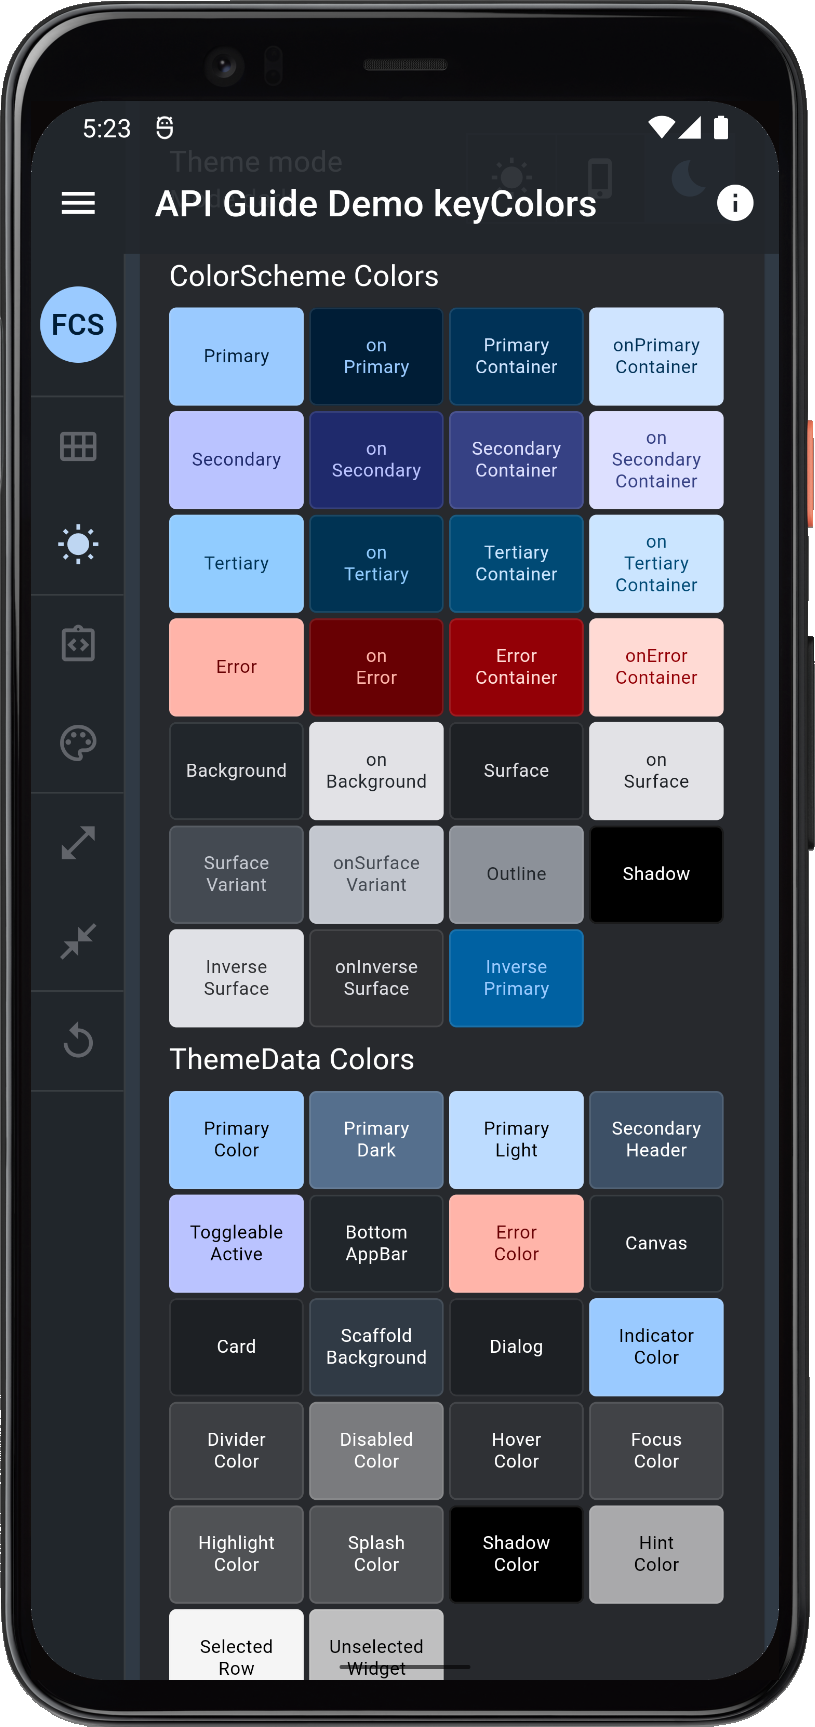 5:23
Theme mode
API Guide Demo keyColors
FCS
ColorScheme Colors
Primary
on
Primary
Primary
Container
onPrimary
Container
Secondary
on
Secondary
Secondary
Container
on
Secondary
Container
Tertiary
on
Tertiary
Tertiary
Container
on
Tertiary
Container
Error
on
Error
Error
Container
onError
Container
Background
on
Background
Surface
on
Surface
Surface
Variant
onSurface
Variant
Outline
Shadow
Inverse
Surface
onInverse
Surface
Inverse
Primary
ThemeData Colors
Primary
Color
Primary
Dark
Primary
Light
Secondary
Header
Toggleable
Active
Bottom
AppBar
Error
Color
Canvas
Card
Scaffold
Background
Dialog
Indicator
Color
Divider
Color
Disabled
Color
Hover
Color
Focus
Color
Highlight
Color
Splash
Color
Shadow
Color
Hint
Color
Selected
Row
Unselected
Widget